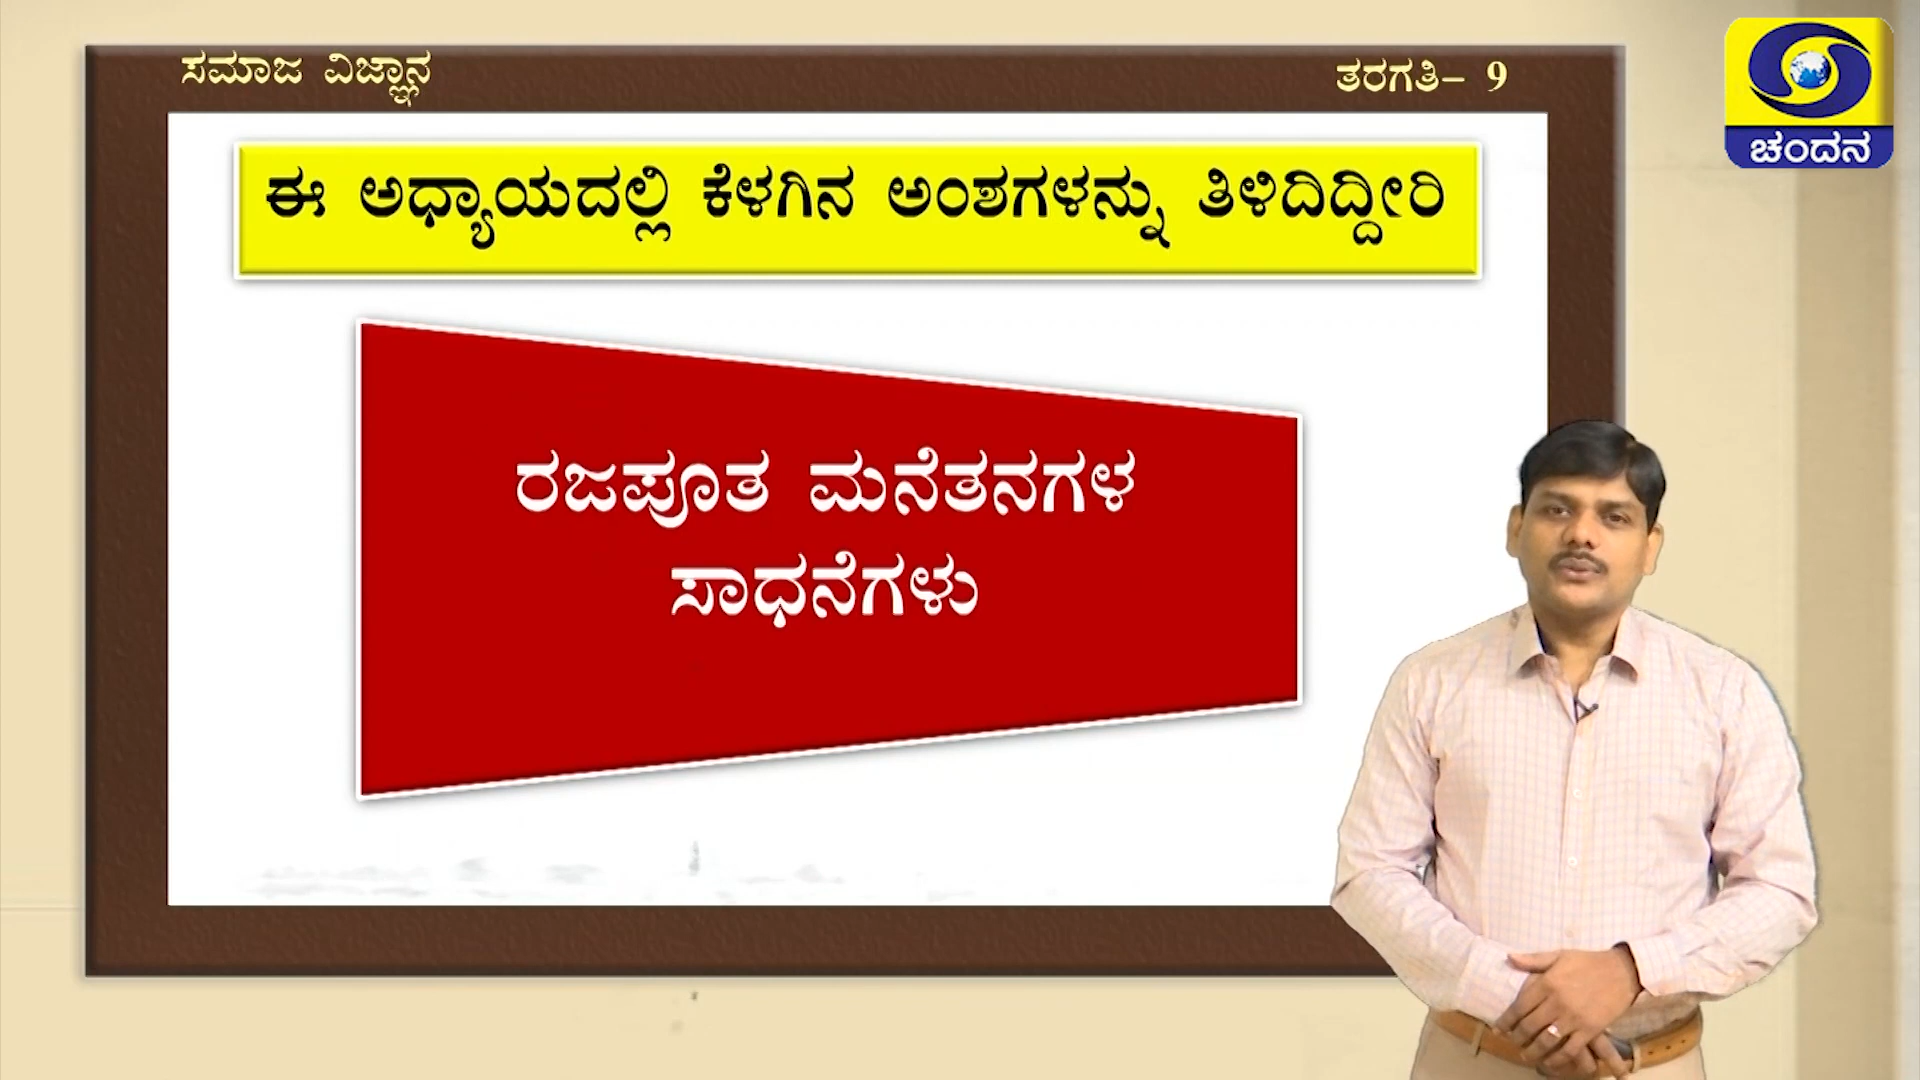 ಸಮಾಜ ವಿಜ್ಞಾನ
ತರಗತಿ– 9
ಚಂದನ
ಈ ಅಧ್ಯಾಯದಲ್ಲಿ ಕೆಳಗಿನ ಅಂಶಗಳನ್ನು ತಿಳಿದಿದ್ದೀರಿ
ರಜಪೂತ ಮನೆತನಗಳ
ಸಾಧನೆಗಳು